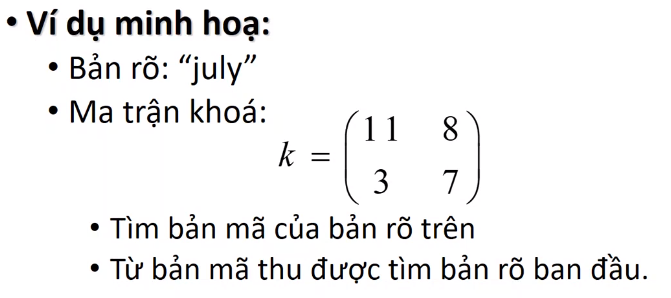 • Ví dụ minh hoạ:
• Bản rõ: “july”
• Ma trận khoá:
k = ( 11 8
3 7 )
• Tìm bản mã của bản rõ trên
• Từ bản mã thu được tìm bản rõ ban đầu.